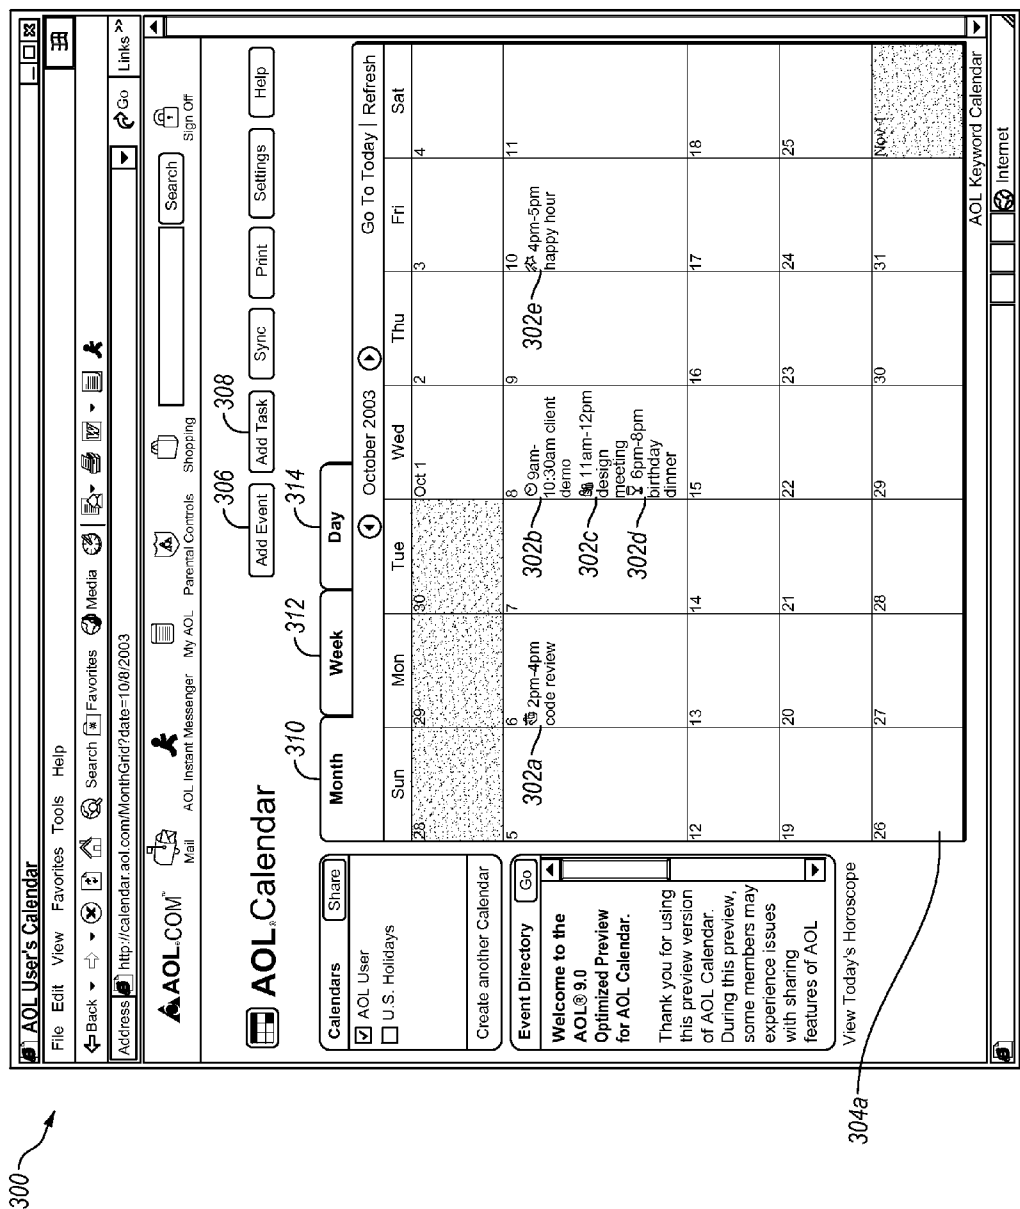 300
AOL User's Calendar
File Edit View Favorites Tools Help
Back Search Favorites Media
Address http://calendar.aol.com/MonthGrid?date=10/8/2003 Go Links >>
AOL.COM™ Mail AOL Instant Messenger My AOL Parental Controls Shopping Search Sign Off
AOL®Calendar
306 308
Add Event Add Task Sync Print Settings Help
310 312 314
Month Week Day
Calendars Share
AOL User
U.S. Holidays
Create another Calendar
Event Directory Go
Welcome to the
AOL® 9.0
Optimized Preview
for AOL Calendar.
Thank you for using
this preview version
of AOL Calendar.
During this preview,
some members may
experience issues
with sharing
features of AOL
View Today's Horoscope
October 2003 Go To Today | Refresh
Sun Mon Tue Wed Thu Fri Sat
28 29 30 Oct 1 2 3 4
5 6 7 8 9 10 11
302a
2pm-4pm
code review
302b
9am-
10:30am client
demo
302c
11am-12pm
design
meeting
302d
6pm-8pm
birthday
dinner
302e
4pm-5pm
happy hour
12 13 14 15 16 17 18
19 20 21 22 23 24 25
26 27 28 29 30 31 Nov 1
304a
AOL Keyword Calendar
Internet